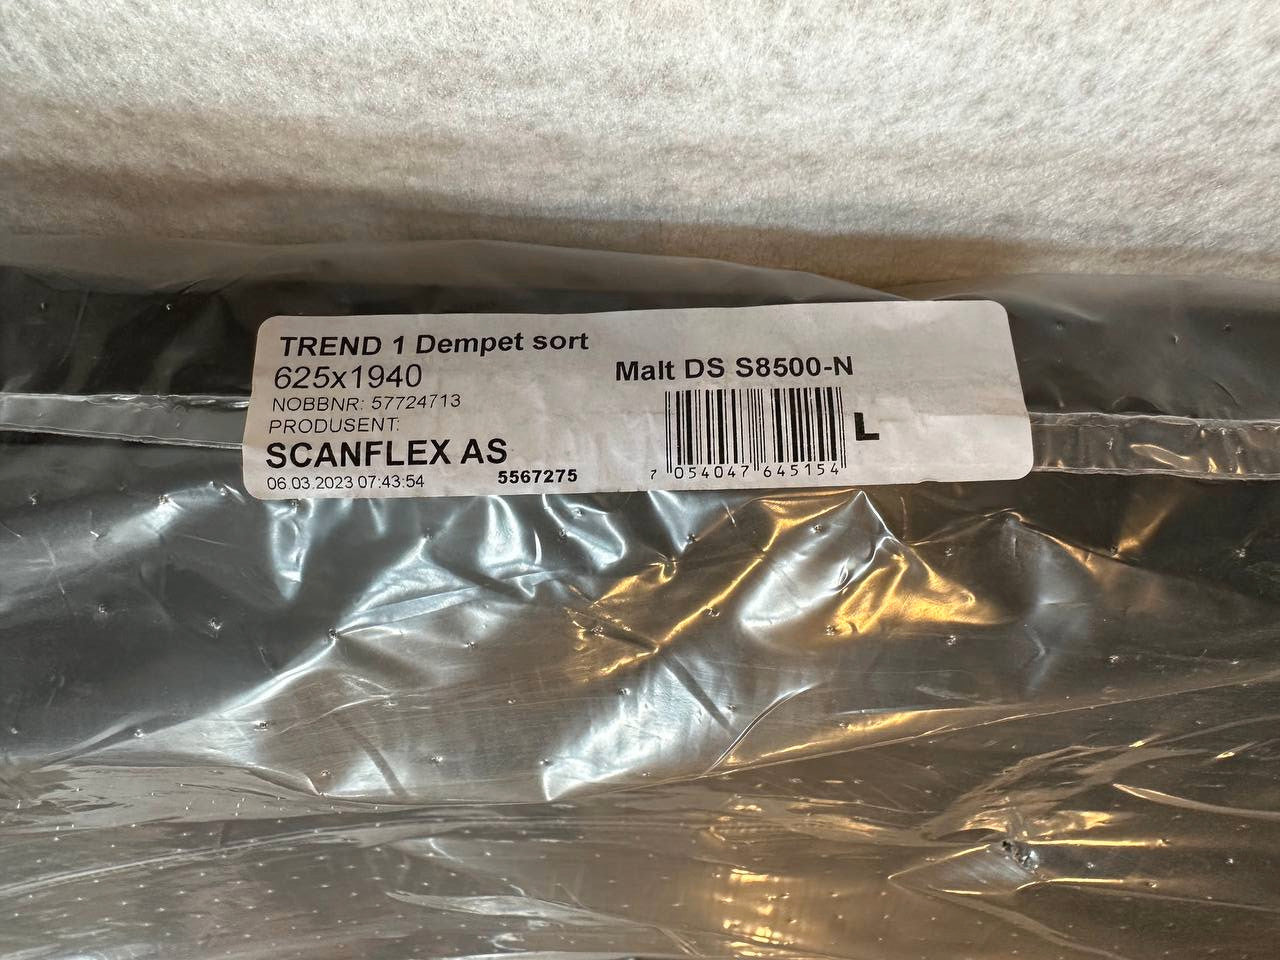 TREND 1 Dempet sort
625x1940
Malt DS S8500-N
NOBBNR: 57724713
PRODUSENT:
SCANFLEX AS
L
06.03.2023 07:43:54
5567275
7 054047 645154